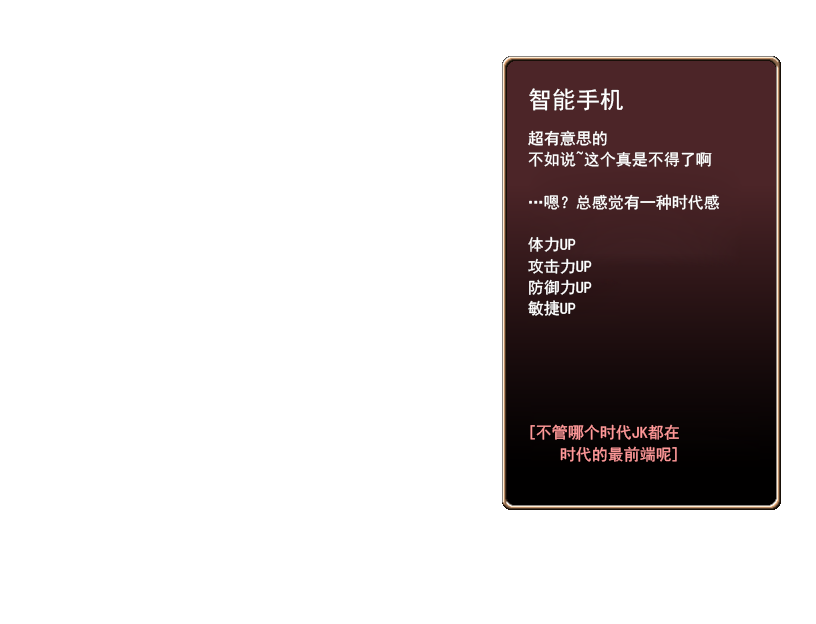 智能手机
超有意思的
不如说~这个真是不得了啊
…嗯？总感觉有一种时代感
体力UP
攻击力UP
防御力UP
敏捷UP
[不管哪个时代JK都在
时代的最前端呢]